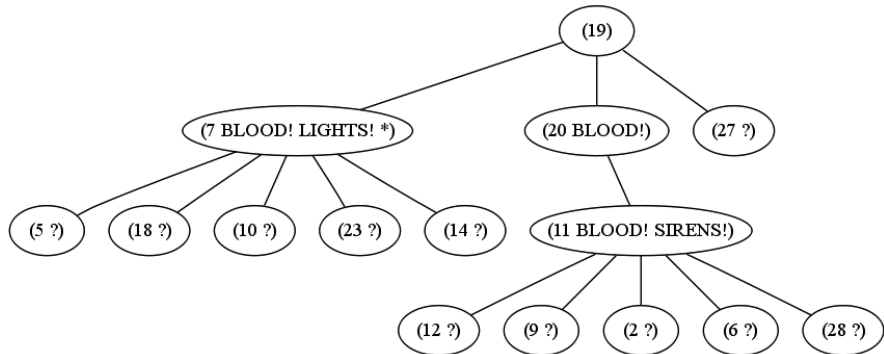 (19)
(7 BLOOD! LIGHTS! *) (20 BLOOD!) (27 ?)
(5 ?) (18 ?) (10 ?) (23 ?) (14 ?) (11 BLOOD! SIRENS!)
(12 ?) (9 ?) (2 ?) (6 ?) (28 ?)